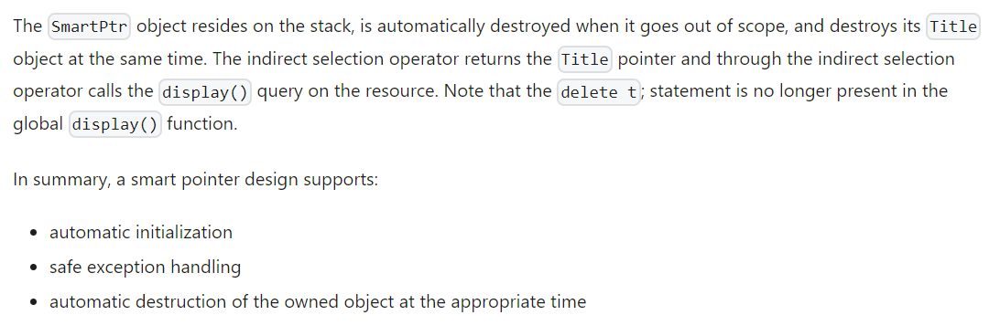 The SmartPtr object resides on the stack, is automatically destroyed when it goes out of scope, and destroys its Title
object at the same time. The indirect selection operator returns the Title pointer and through the indirect selection
operator calls the display() query on the resource. Note that the delete t; statement is no longer present in the
global display() function.
In summary, a smart pointer design supports:
• automatic initialization
• safe exception handling
• automatic destruction of the owned object at the appropriate time